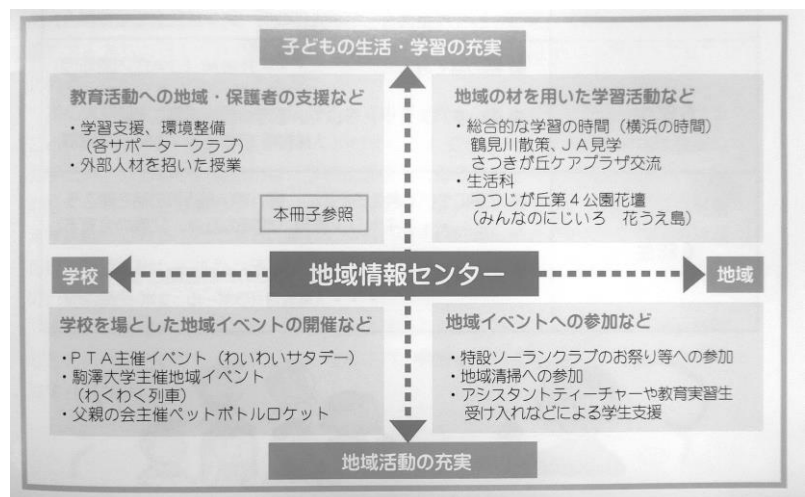 子どもの生活・学習の充実
教育活動への地域・保護者の支援など
・学習支援、環境整備
（各サポータークラブ）
・外部人材を招いた授業
本冊子参照
地域の材を用いた学習活動など
・総合的な学習の時間（横浜の時間）
鶴見川散策、ＪＡ見学
さつきが丘ケアプラザ交流
・生活科
つつじが丘第４公園花壇
（みんなのにじいろ　花うえ島）
学校
地域情報センター
地域
学校を場とした地域イベントの開催など
・ＰＴＡ主催イベント（わいわいサタデー）
・駒澤大学主催地域イベント
（わくわく列車）
・父親の会主催ペットボトルロケット
地域イベントへの参加など
・特設ソーランクラブのお祭り等への参加
・地域清掃への参加
・アシスタントティーチャーや教育実習生
受け入れなどによる学生支援
地域活動の充実